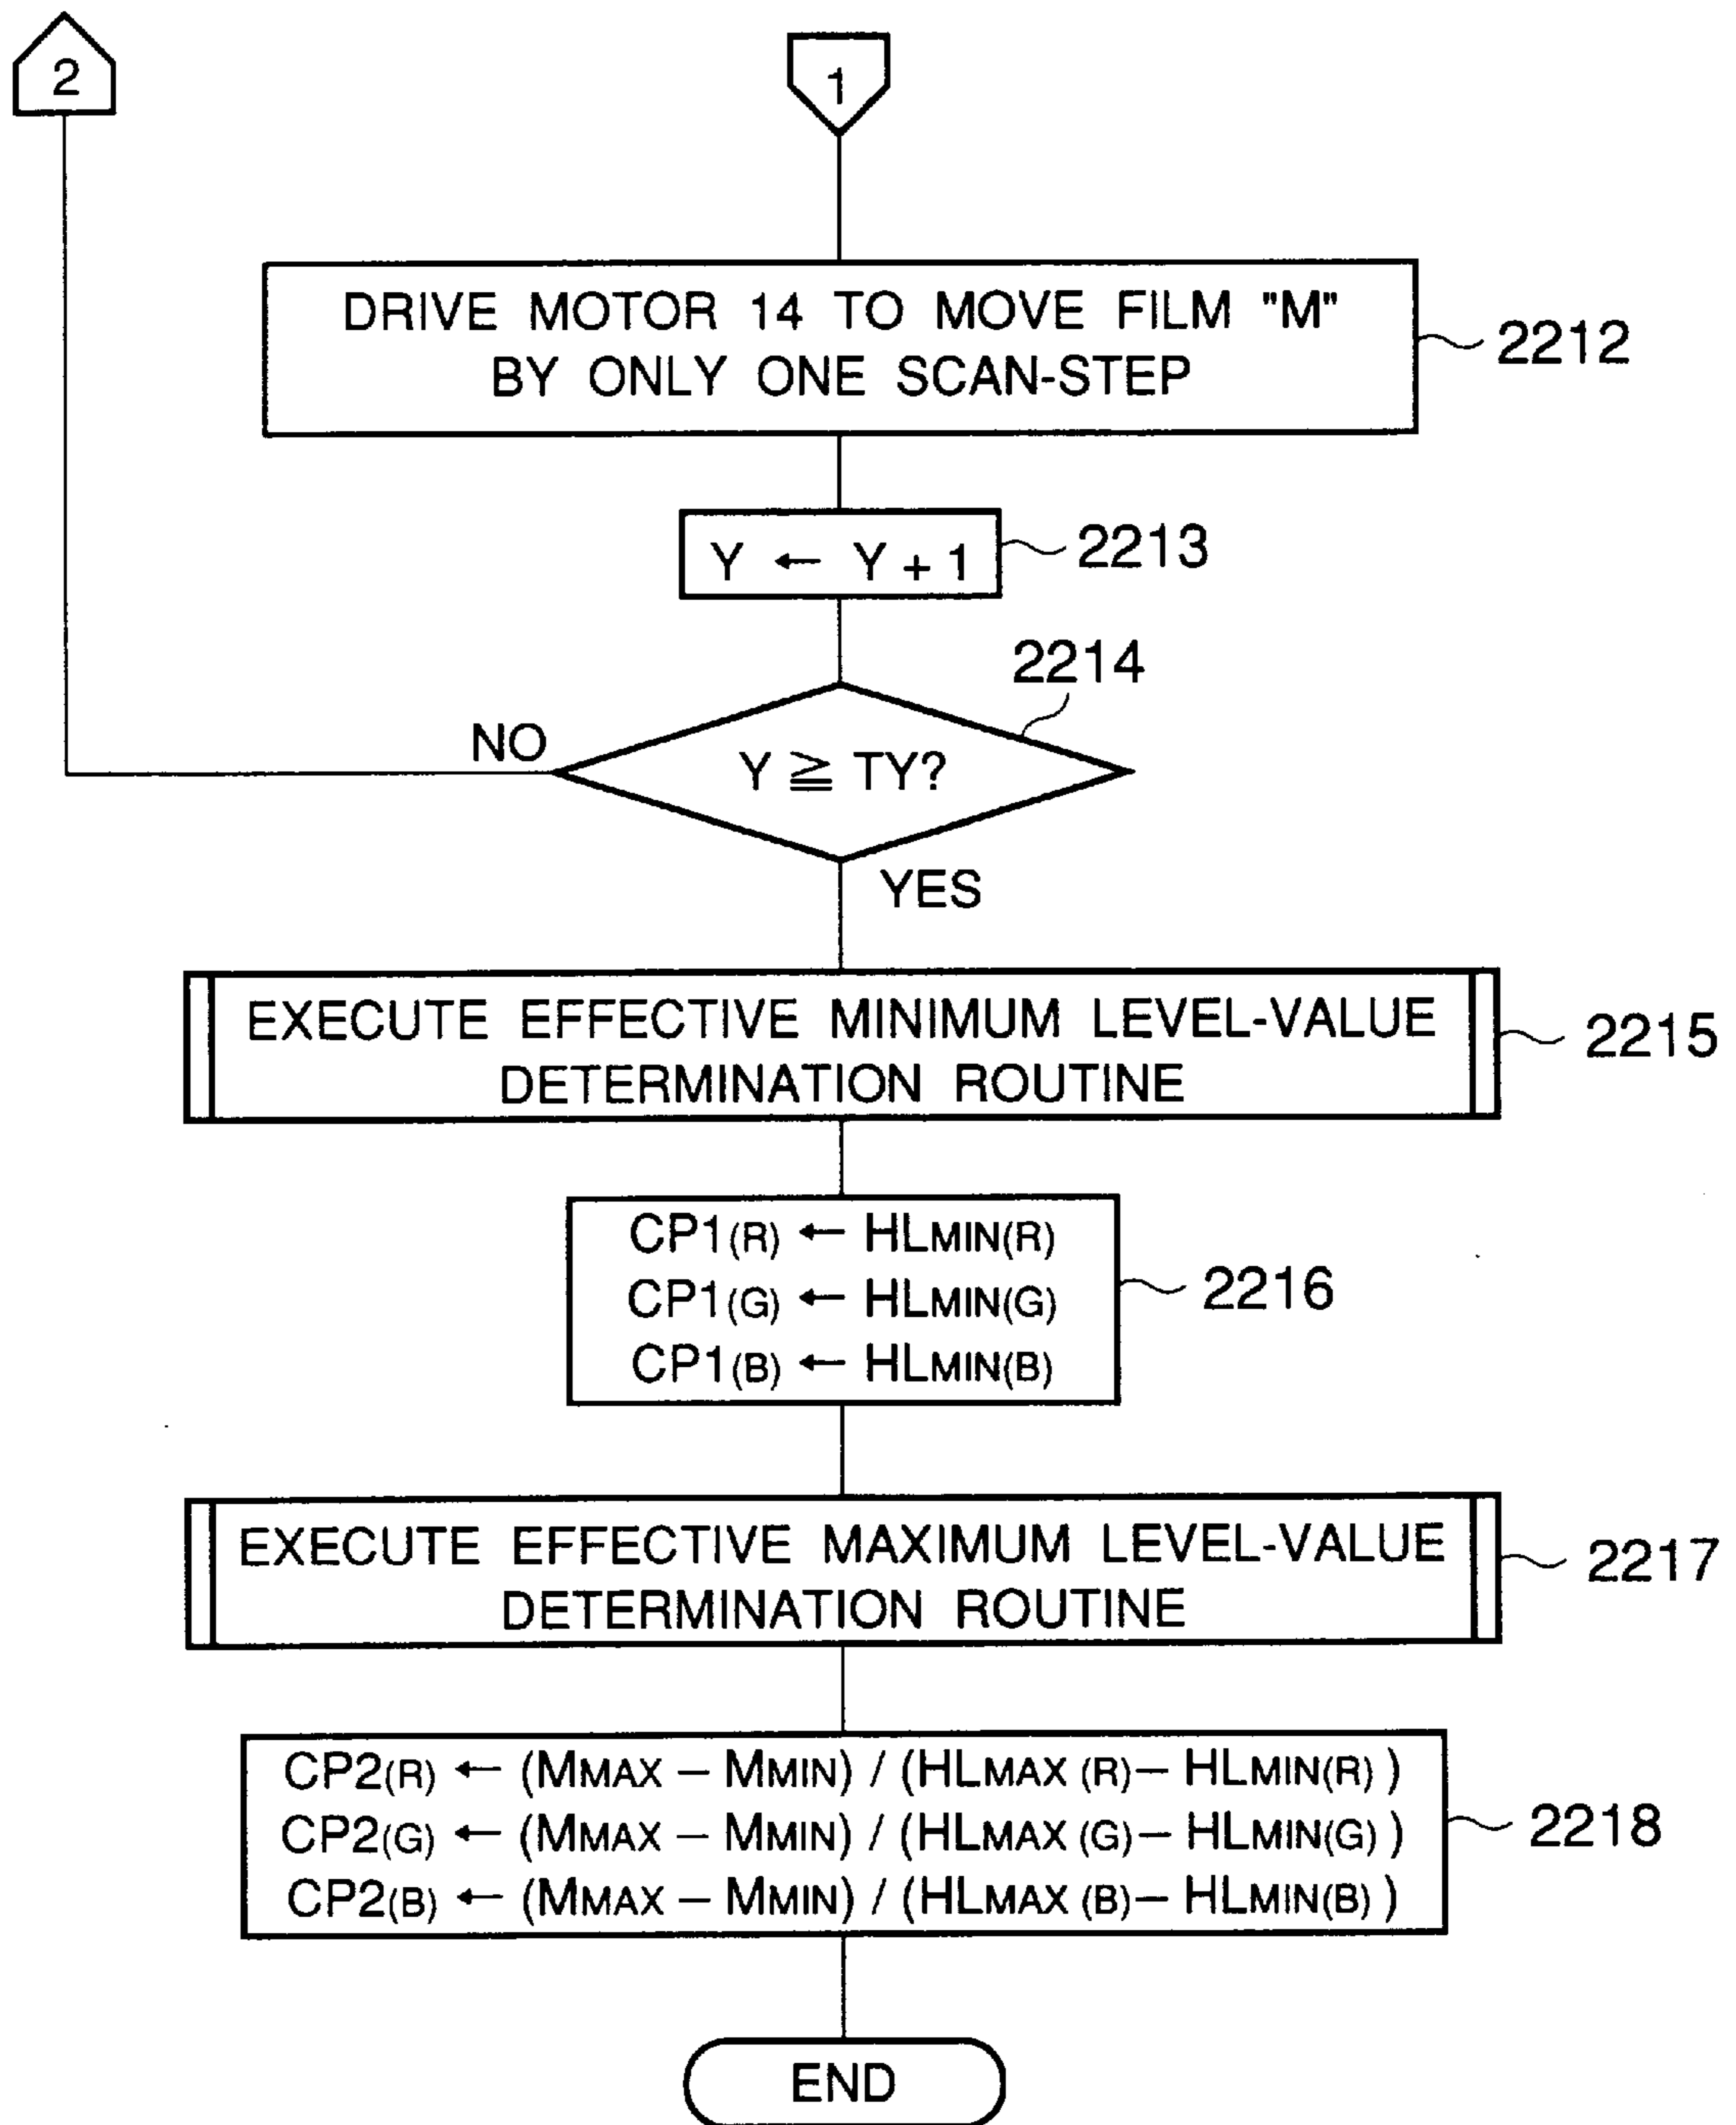 2
1
DRIVE MOTOR 14 TO MOVE FILM "M"
BY ONLY ONE SCAN-STEP
2212
Y ← Y + 1
2213
2214
NO
Y ≧ TY?
YES
EXECUTE EFFECTIVE MINIMUM LEVEL-VALUE
DETERMINATION ROUTINE
2215
CP1(R) ← HLMIN(R)
CP1(G) ← HLMIN(G)
CP1(B) ← HLMIN(B)
2216
EXECUTE EFFECTIVE MAXIMUM LEVEL-VALUE
DETERMINATION ROUTINE
2217
CP2(R) ← (MMAX – MMIN) / (HLMAX (R)– HLMIN(R) )
CP2(G) ← (MMAX – MMIN) / (HLMAX (G)– HLMIN(G) )
CP2(B) ← (MMAX – MMIN) / (HLMAX (B)– HLMIN(B) )
2218
END